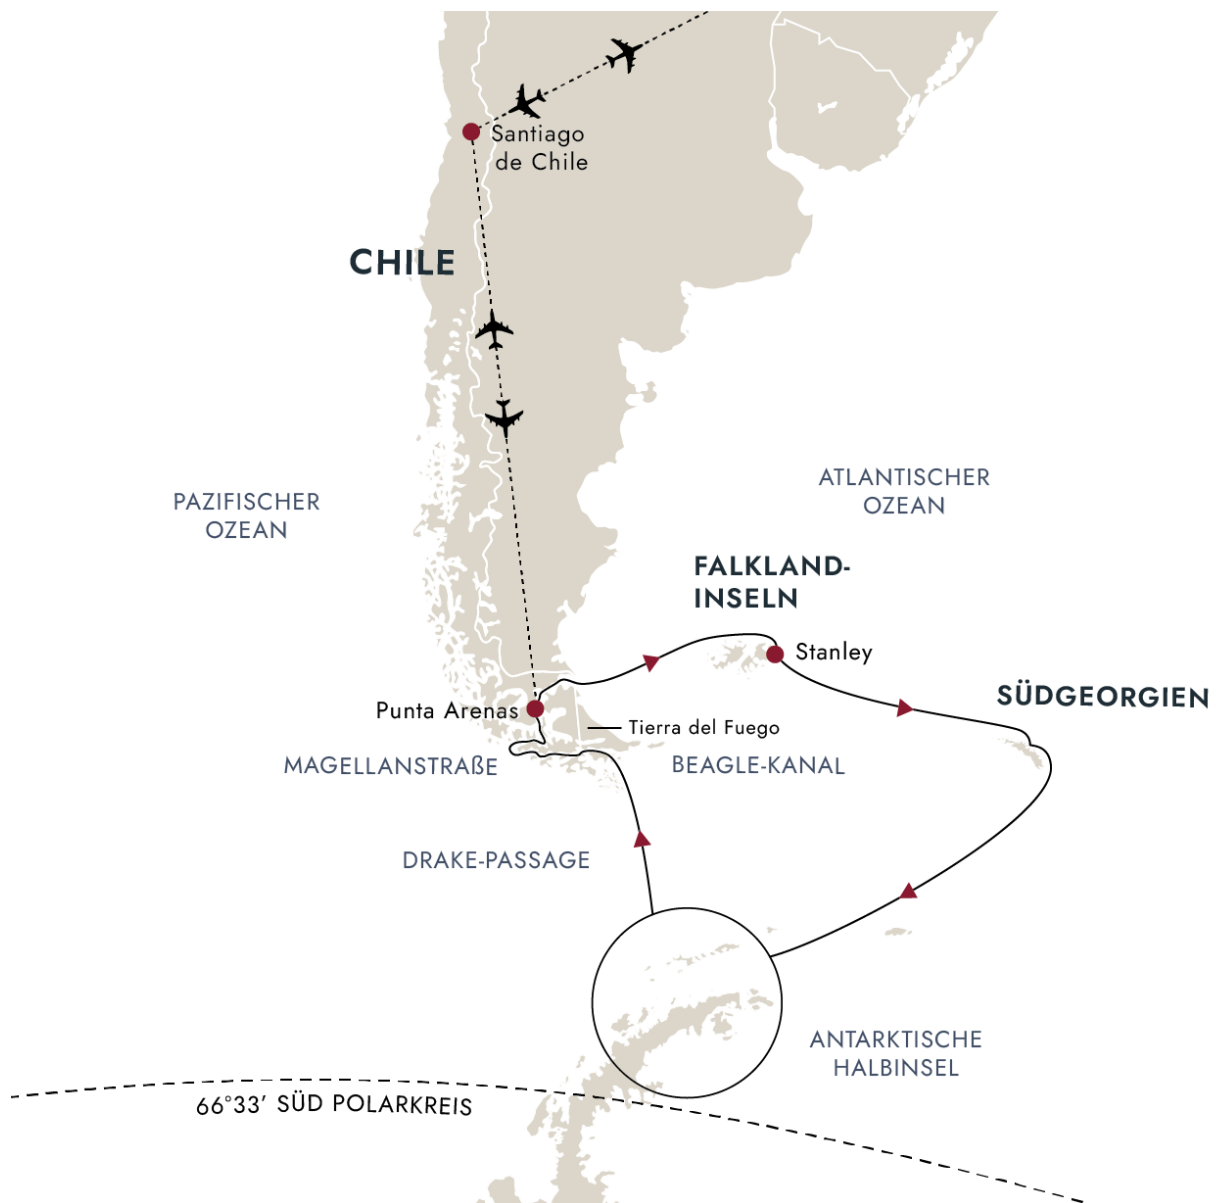 Santiago
de Chile
CHILE
PAZIFISCHER
OZEAN
ATLANTISCHER
OZEAN
FALKLAND-
INSELN
Stanley
SÜDGEORGIEN
Punta Arenas
Tierra del Fuego
MAGELLANSTRAßE
BEAGLE-KANAL
DRAKE-PASSAGE
ANTARKTISCHE
HALBINSEL
66°33’ SÜD POLARKREIS